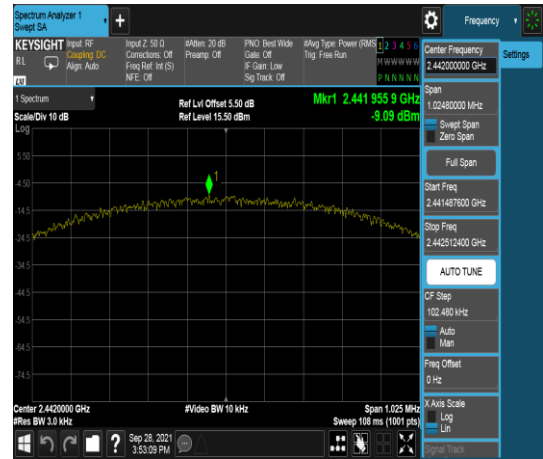 Spectrum Analyzer 1
Swept SA
+
Frequency
KEYSIGHT
RL
LXI
Input: RF
Coupling: DC
Align: Auto
Input Z: 50 Ω
Corrections: Off
Freq Ref: Int (S)
NFE: Off
#Atten: 20 dB
Preamp: Off
PNO: Best Wide
Gate: Off
IF Gain: Low
Sig Track: Off
#Avg Type: Power (RMS
Trig: Free Run
1 2 3 4 5 6
M W W W W W
P N N N N N
1 Spectrum
Scale/Div 10 dB
Ref Lvl Offset 5.50 dB
Ref Level 15.50 dBm
Mkr1 2.441 955 9 GHz
-9.09 dBm
Log
5.50
-4.50
-14.5
-24.5
-34.5
-44.5
-54.5
-64.5
-74.5
1
Center 2.4420000 GHz
#Res BW 3.0 kHz
#Video BW 10 kHz
Span 1.025 MHz
Sweep 108 ms (1001 pts)
?
Sep 28, 2021
3:53:09 PM
Center Frequency
2.442000000 GHz
Settings
Span
1.02480000 MHz
Swept Span
Zero Span
Full Span
Start Freq
2.441487600 GHz
Stop Freq
2.442512400 GHz
AUTO TUNE
CF Step
102.480 kHz
Auto
Man
Freq Offset
0 Hz
X Axis Scale
Log
Lin
Signal Track